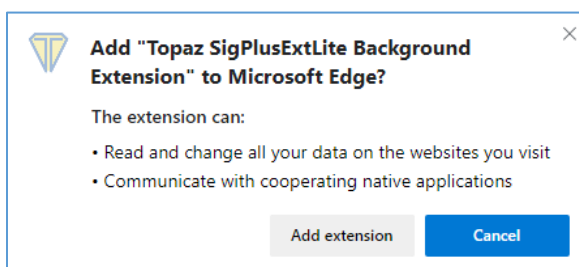 Add "Topaz SigPlusExtLite Background
Extension" to Microsoft Edge?
The extension can:
• Read and change all your data on the websites you visit
• Communicate with cooperating native applications
Add extension
Cancel